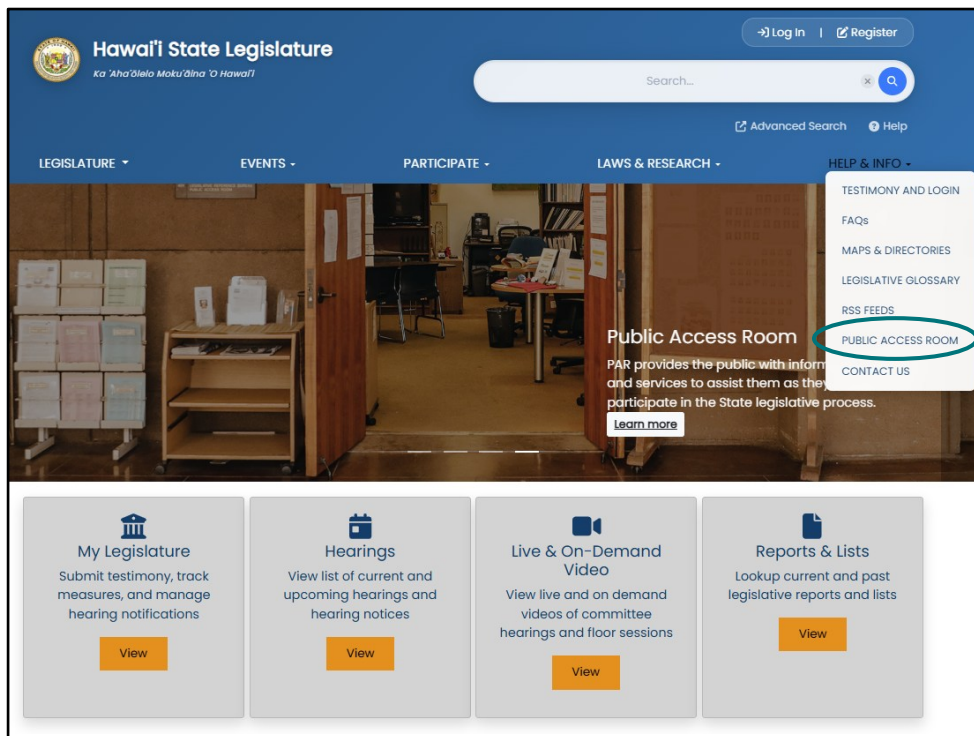 Hawai'i State Legislature
Ka 'Aha'ōlelo Moku'āina 'O Hawai'i
Log In | Register
Search...
Advanced Search Help
LEGISLATURE EVENTS PARTICIPATE LAWS & RESEARCH HELP & INFO
TESTIMONY AND LOGIN
FAQs
MAPS & DIRECTORIES
LEGISLATIVE GLOSSARY
RSS FEEDS
PUBLIC ACCESS ROOM
CONTACT US
Public Access Room
PAR provides the public with inform
and services to assist them as they
participate in the State legislative process.
Learn more
My Legislature
Submit testimony, track
measures, and manage
hearing notifications
View
Hearings
View list of current and
upcoming hearings and
hearing notices
View
Live & On-Demand
Video
View live and on demand
videos of committee
hearings and floor sessions
View
Reports & Lists
Lookup current and past
legislative reports and lists
View